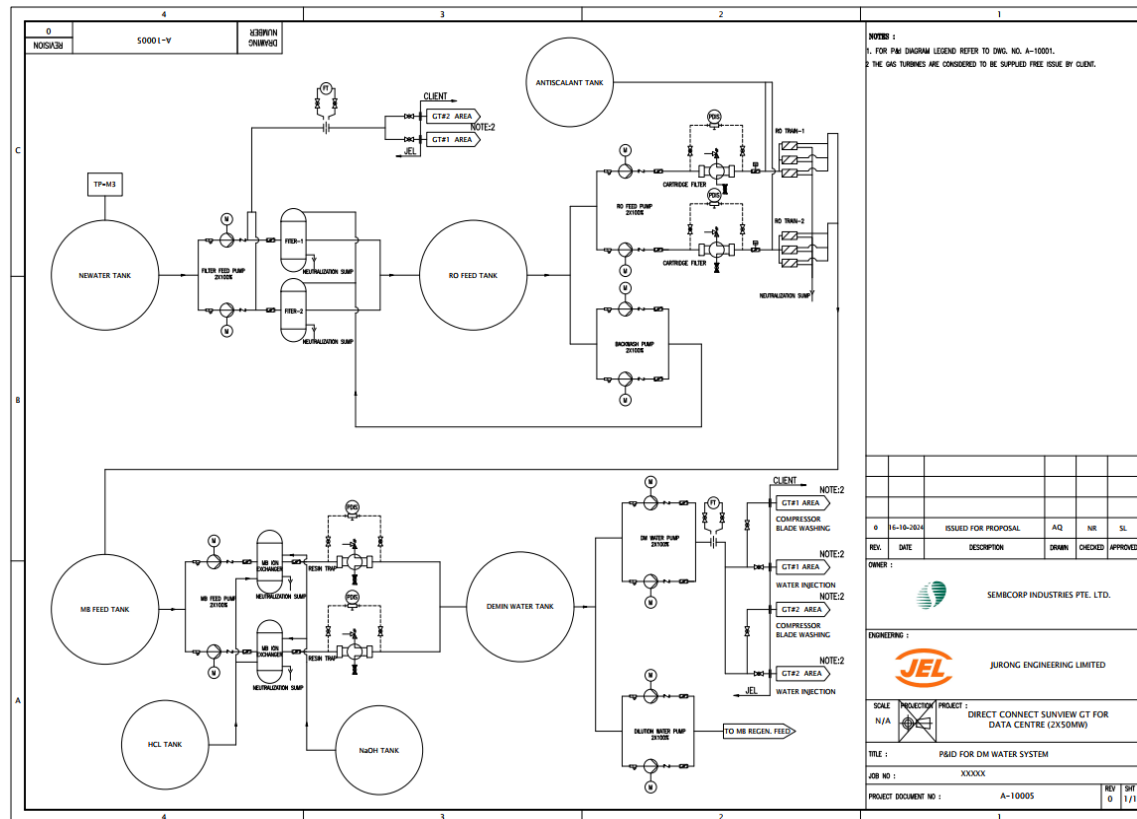 4
3
2
1
0
REVISION
A-10005
DRAWING
NUMBER
C
B
A
NOTES :
1. FOR P&I DIAGRAM LEGEND REFER TO DWG. NO. A-10001.
2 THE GAS TURBINES ARE CONSIDERED TO BE SUPPLIED FREE ISSUE BY CLIENT.
FT
CLIENT
GT#2 AREA
NOTE:2
GT#1 AREA
JEL
ANTISCALANT TANK
TP-M3
NEWATER TANK
M
FILTER FEED PUMP
2X100%
M
FITER-1
NEUTRALIZATION SUMP
FITER-2
NEUTRALIZATION SUMP
RO FEED TANK
M
RO FEED PUMP
2X100%
M
PDIS
CARTRIDGE FILTER
PDIS
CARTRIDGE FILTER
RO TRAIN-1
RO TRAIN-2
NEUTRALIZATION SUMP
M
BACKWASH PUMP
2X100%
M
MB FEED TANK
M
MB FEED PUMP
2X100%
M
MB ION
EXCHANGER
NEUTRALIZATION SUMP
MB ION
EXCHANGER
NEUTRALIZATION SUMP
PDIS
RESIN TRAP
PDIS
RESIN TRAP
HCL TANK
NaOH TANK
DEMIN WATER TANK
M
DM WATER PUMP
2X100%
M
FT
CLIENT
NOTE:2
GT#1 AREA
COMPRESSOR
BLADE WASHING
NOTE:2
GT#1 AREA
WATER INJECTION
NOTE:2
GT#2 AREA
COMPRESSOR
BLADE WASHING
NOTE:2
GT#2 AREA
WATER INJECTION
JEL
M
DILUTION WATER PUMP
2X100%
M
TO MB REGEN. FEED
0 16-10-2024 ISSUED FOR PROPOSAL AQ NR SL
REV. DATE DESCRIPTION DRAWN CHECKED APPROVED
OWNER :
SEMBCORP INDUSTRIES PTE. LTD.
ENGINEERING :
JEL
JURONG ENGINEERING LIMITED
SCALE
N/A
PROJECTION
PROJECT :
DIRECT CONNECT SUNVIEW GT FOR
DATA CENTRE (2X50MW)
TITLE : P&ID FOR DM WATER SYSTEM
JOB NO : XXXXX
PROJECT DOCUMENT NO : A-10005
REV
0
SHT
1/1
4
3
2
1